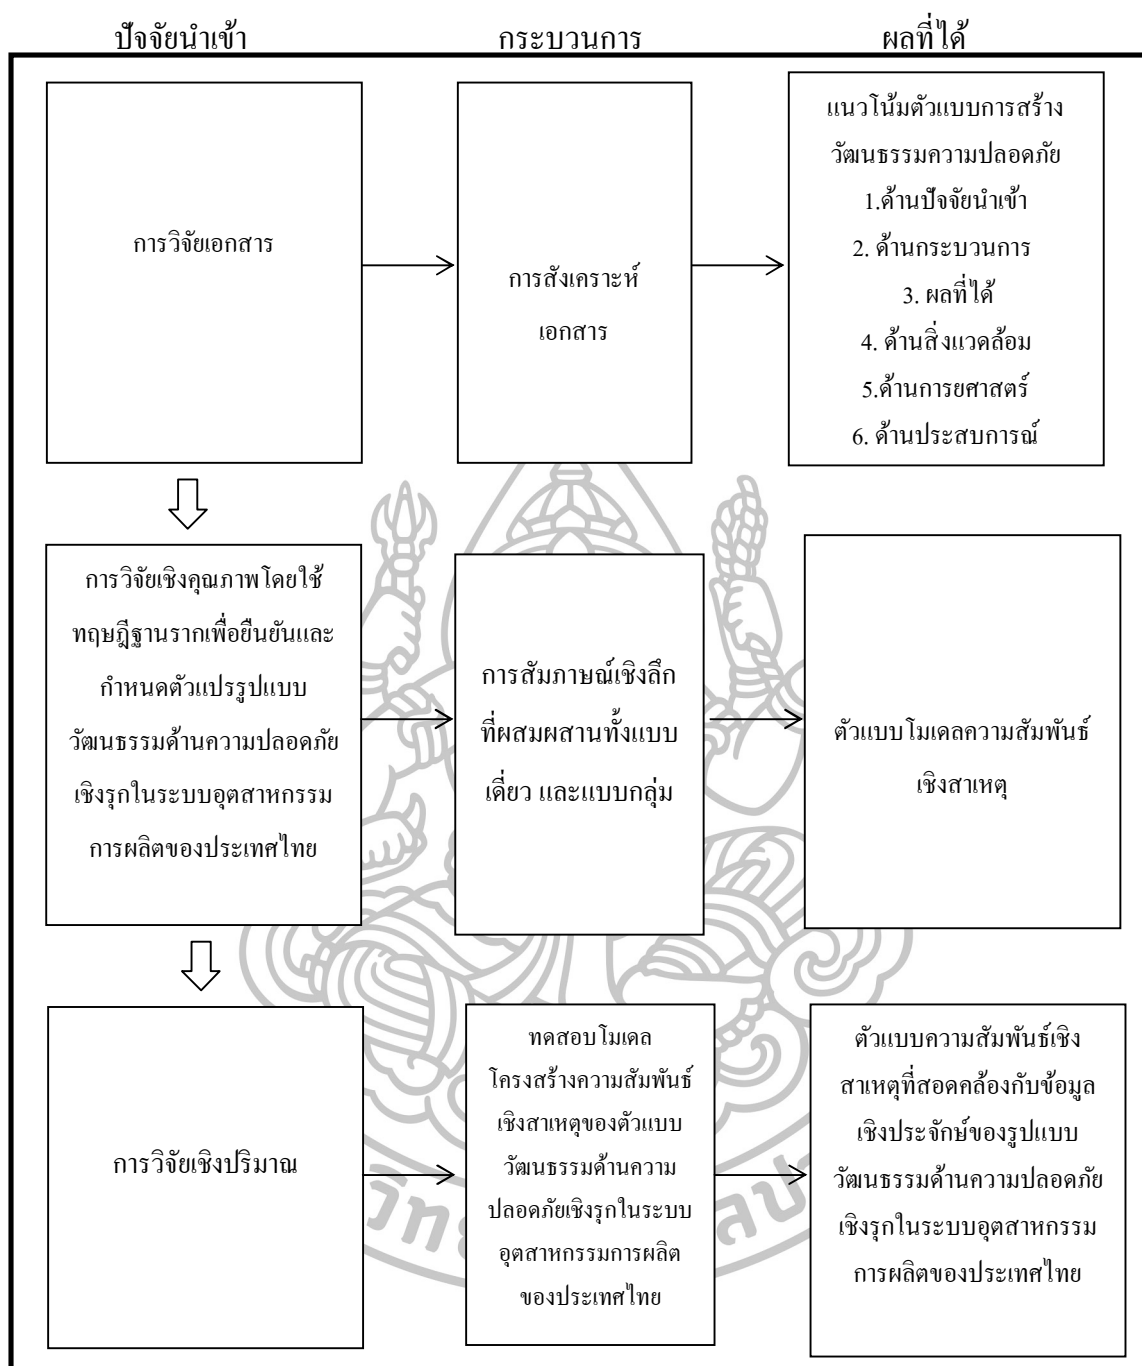 ปัจจัยนำเข้า
กระบวนการ
ผลที่ได้
การวิจัยเอกสาร
การสังเคราะห์
เอกสาร
แนวโน้มตัวแบบการสร้าง
วัฒนธรรมความปลอดภัย
1.ด้านปัจจัยนำเข้า
2. ด้านกระบวนการ
3. ผลที่ได้
4. ด้านสิ่งแวดล้อม
5.ด้านการยศาสตร์
6. ด้านประสบการณ์
การวิจัยเชิงคุณภาพโดยใช้
ทฤษฎีฐานรากเพื่อยืนยันและ
กำหนดตัวแปรรูปแบบ
วัฒนธรรมด้านความปลอดภัย
เชิงรุกในระบบอุตสาหกรรม
การผลิตของประเทศไทย
การสัมภาษณ์เชิงลึก
ที่ผสมผสานทั้งแบบ
เดี่ยว และแบบกลุ่ม
ตัวแบบโมเดลความสัมพันธ์
เชิงสาเหตุ
การวิจัยเชิงปริมาณ
ทดสอบโมเดล
โครงสร้างความสัมพันธ์
เชิงสาเหตุของตัวแบบ
วัฒนธรรมด้านความ
ปลอดภัยเชิงรุกในระบบ
อุตสาหกรรมการผลิต
ของประเทศไทย
ตัวแบบความสัมพันธ์เชิง
สาเหตุที่สอดคล้องกับข้อมูล
เชิงประจักษ์ของรูปแบบ
วัฒนธรรมด้านความปลอดภัย
เชิงรุกในระบบอุตสาหกรรม
การผลิตของประเทศไทย